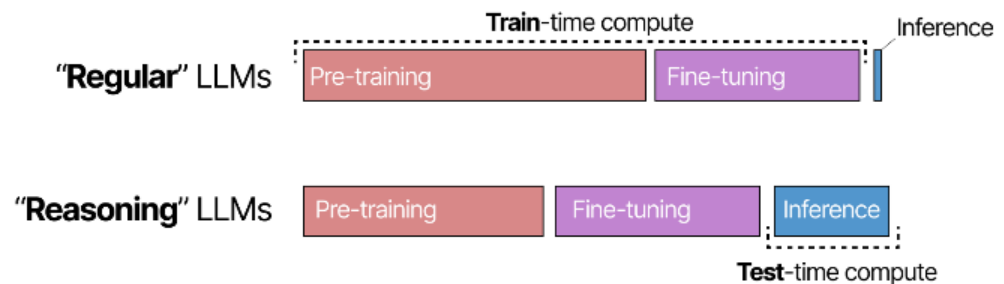 Train-time compute
Inference
“Regular” LLMs
Pre-training
Fine-tuning
“Reasoning” LLMs
Pre-training
Fine-tuning
Inference
Test-time compute